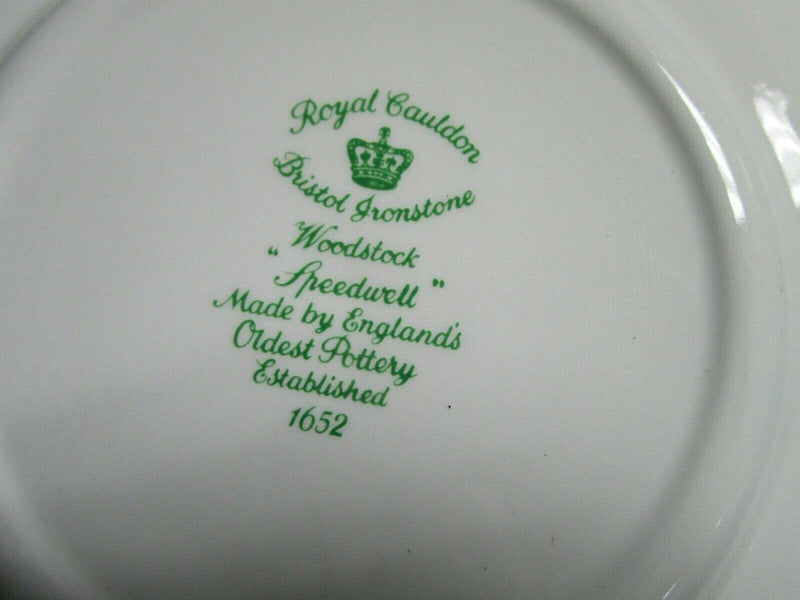 Royal Cauldon
Bristol Ironstone
Woodstock
"Speedwell"
Made by England's
Oldest Pottery
Established
1652